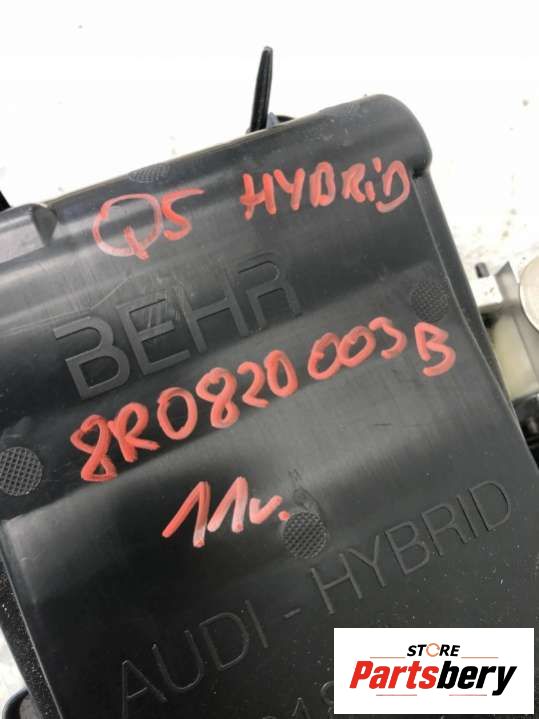 Q5 HYBRiD
BEHR
8R0820003B
11v.
AUDI - HYBRID
STORE
Partsbery